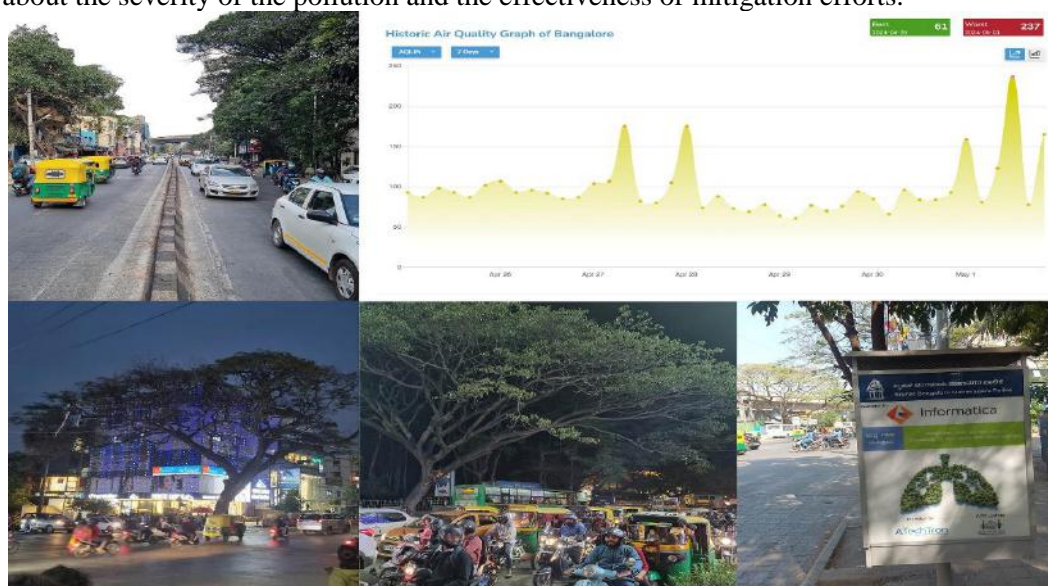 about the severity of the pollution and the effectiveness of mitigation efforts.
Historic Air Quality Graph of Bangalore
Best 61
Worst 237
AQI-IN
7 Days
250
200
150
100
50
0
Apr 26 Apr 27 Apr 28 Apr 29 Apr 30 May 1
Informatica
ATechTron